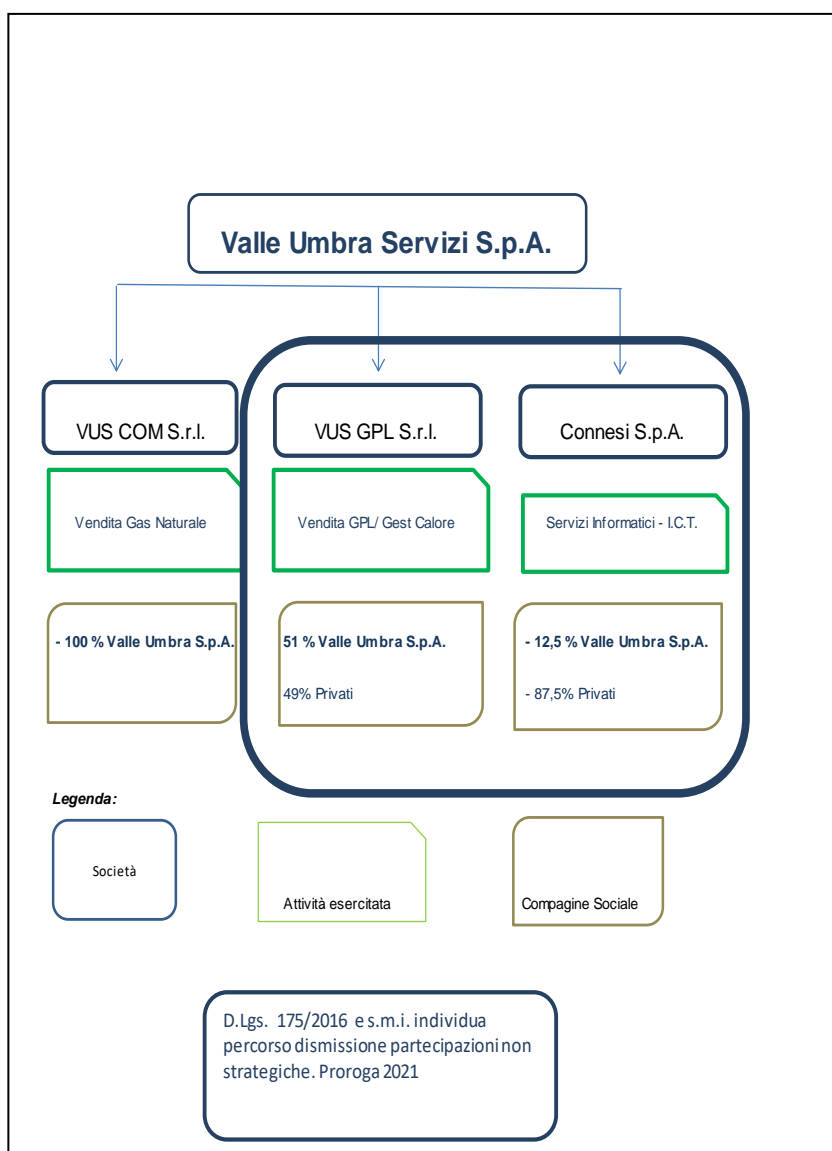 Valle Umbra Servizi S.p.A.
VUS COM S.r.l.
VUS GPL S.r.l.
Connesi S.p.A.
Vendita Gas Naturale
Vendita GPL/ Gest Calore
Servizi Informatici - I.C.T.
- 100 % Valle Umbra S.p.A.
51 % Valle Umbra S.p.A.
49% Privati
- 12,5 % Valle Umbra S.p.A.
- 87,5% Privati
Legenda:
Società
Attività esercitata
Compagine Sociale
D.Lgs. 175/2016 e s.m.i. individua
percorso dismissione partecipazioni non
strategiche. Proroga 2021